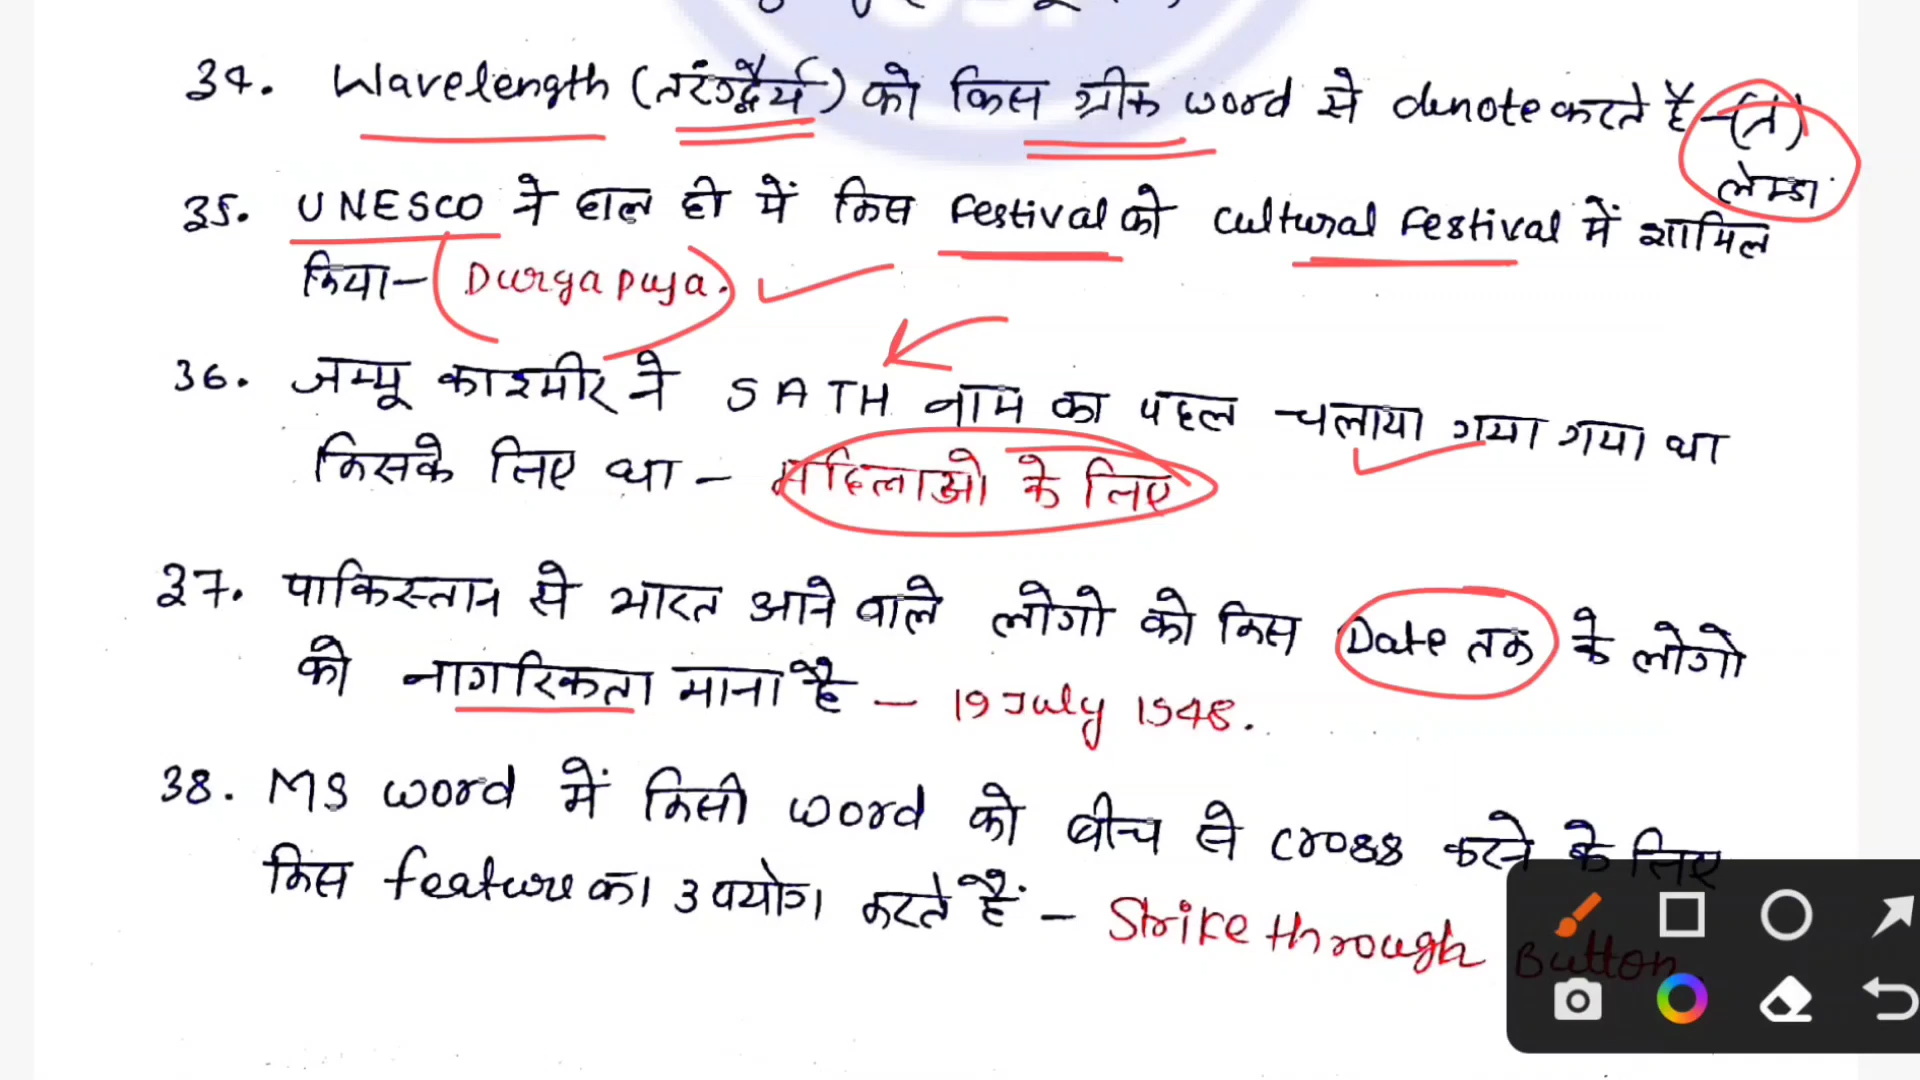 34. Wavelength (तरंगदैर्य) को किस ग्रीक word से denote करते है - (λ)
लेम्डा
35. UNESCO ने हाल ही में किस Festival को Cultural Festival में शामिल
किया - Durga puja.
36. जम्मू काश्मीर ने SATH नाम का पहल चलाया गया गया था
किसके लिए था - महिलाओ के लिए
37. पाकिस्तान से भारत आने वाले लोगो को किस Date तक के लोगो
को नागरिकता माना है - 19 July 1948.
38. MS word में किसी word को बीच से cross करने के लिए
किस feature का उपयोग करते हैं - Strike through Button